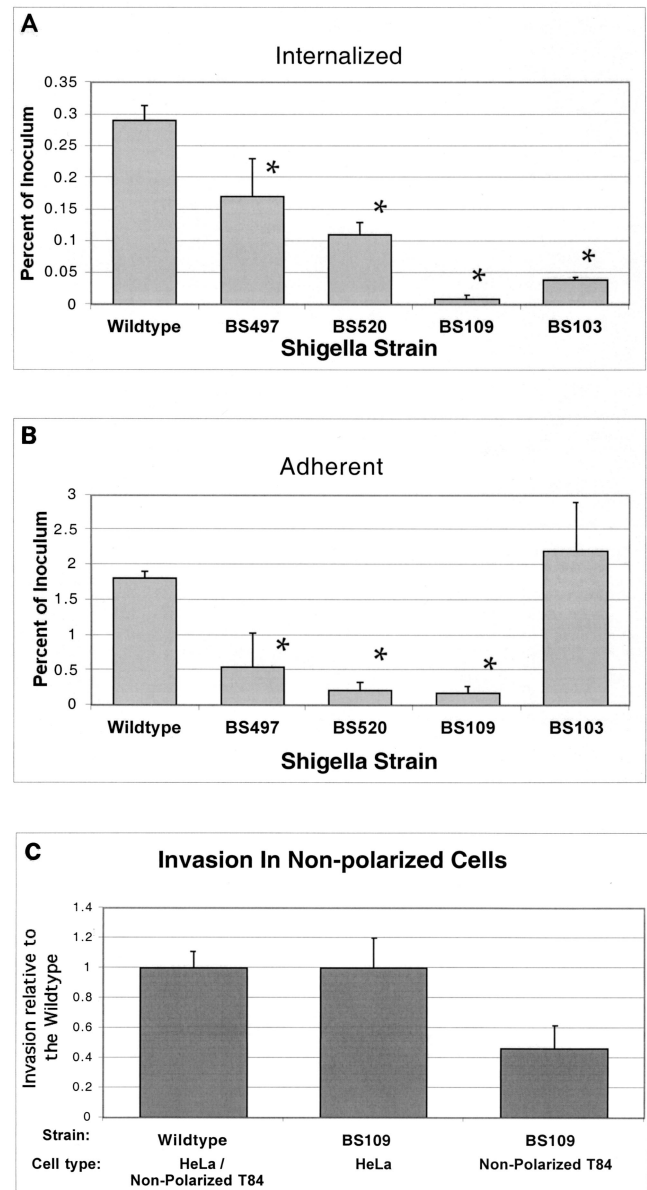 A
Internalized
Percent of Inoculum
0.35
0.3
0.25
0.2
0.15
0.1
0.05
0
*
*
*
*
Wildtype BS497 BS520 BS109 BS103
Shigella Strain
B
Adherent
Percent of Inoculum
3
2.5
2
1.5
1
0.5
0
*
*
*
Wildtype BS497 BS520 BS109 BS103
Shigella Strain
C
Invasion In Non-polarized Cells
Invasion relative to
the Wildtype
1.4
1.2
1
0.8
0.6
0.4
0.2
0
Strain: Wildtype BS109 BS109
Cell type: HeLa / HeLa Non-Polarized T84
Non-Polarized T84